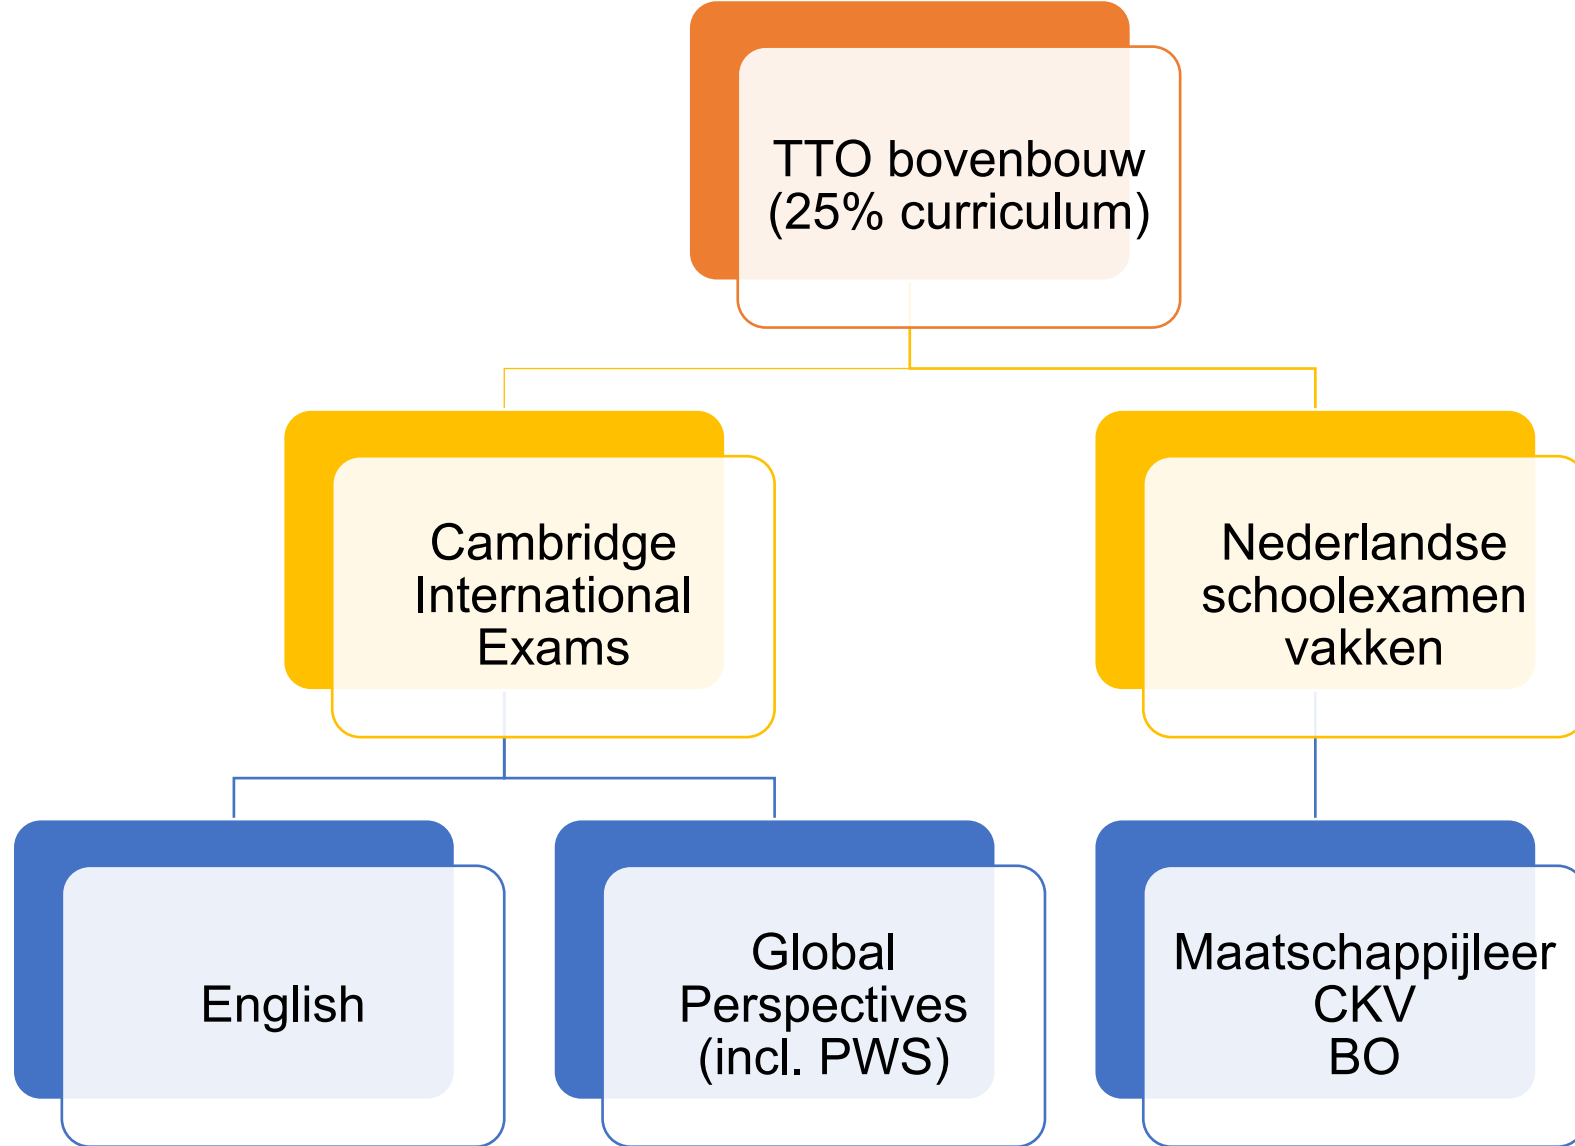 TTO bovenbouw
(25% curriculum)
Cambridge
International
Exams
Nederlandse
schoolexamen
vakken
English
Global
Perspectives
(incl. PWS)
Maatschappijleer
CKV
BO